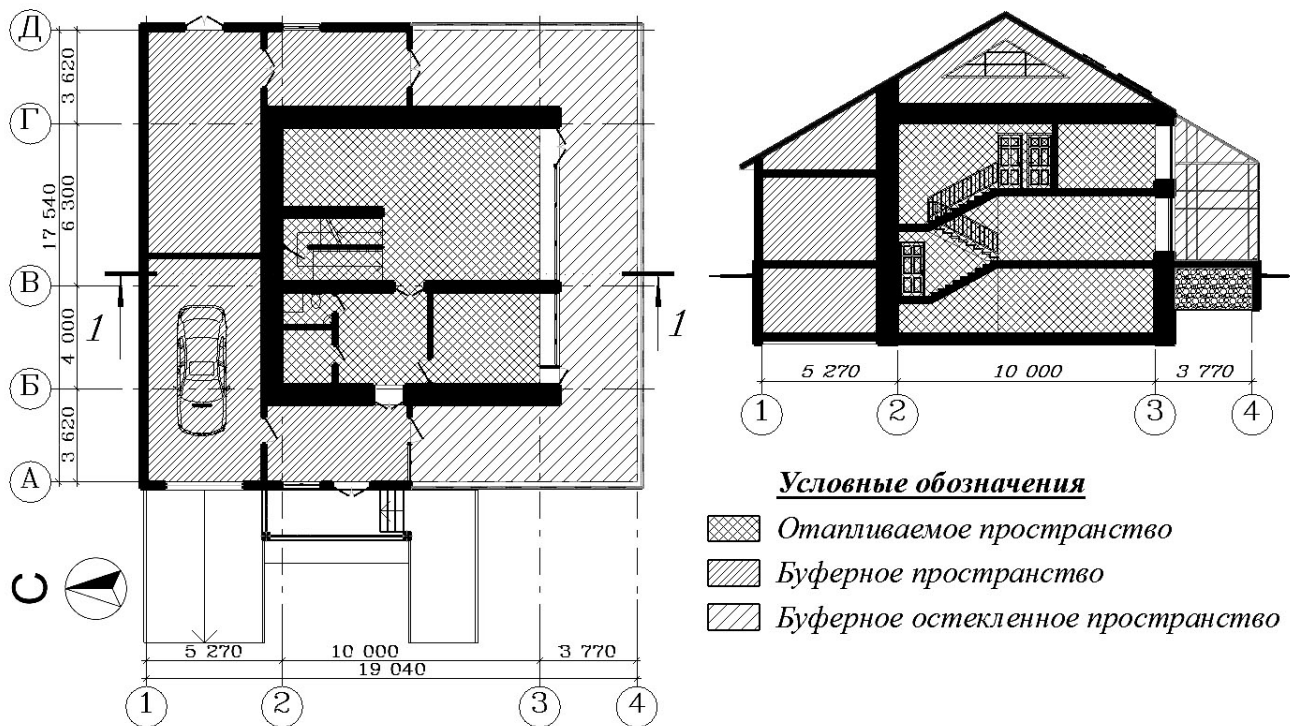 Д
Г
В
Б
А
3 620
6 300
17 540
4 000
3 620
1
1
С
5 270
10 000
3 770
19 040
1
2
3
4
5 270
10 000
3 770
1
2
3
4
Условные обозначения
Отапливаемое пространство
Буферное пространство
Буферное остекленное пространство